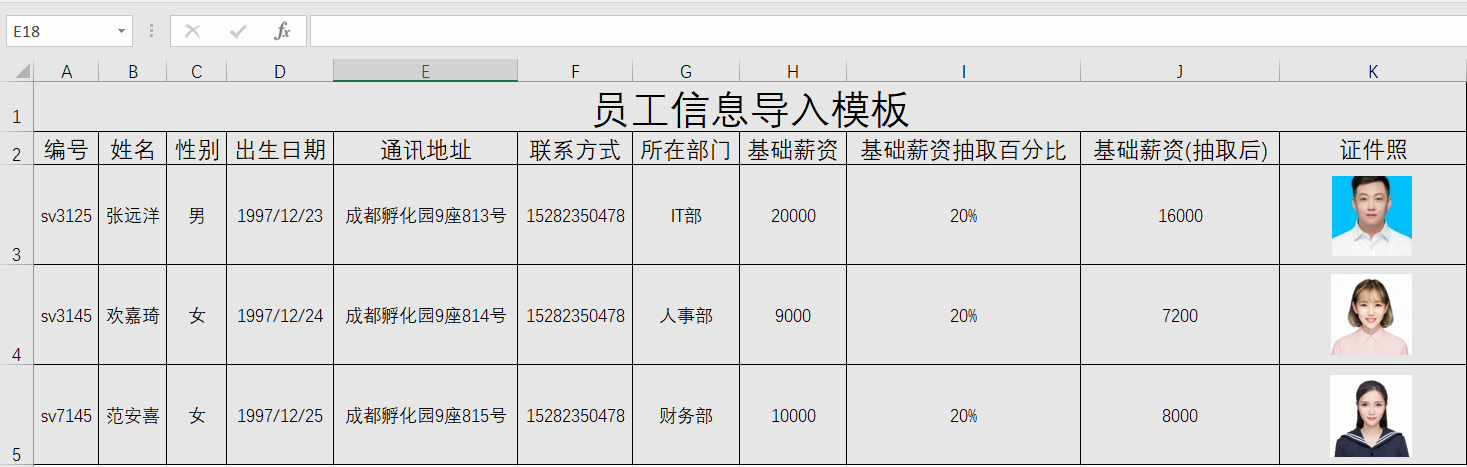 E18 fx
A B C D E F G H I J K
1 员工信息导入模板
2 编号 姓名 性别 出生日期 通讯地址 联系方式 所在部门 基础薪资 基础薪资抽取百分比 基础薪资(抽取后) 证件照
3 sv3125 张远洋 男 1997/12/23 成都孵化园9座813号 15282350478 IT部 20000 20% 16000
4 sv3145 欢嘉琦 女 1997/12/24 成都孵化园9座814号 15282350478 人事部 9000 20% 7200
5 sv7145 范安喜 女 1997/12/25 成都孵化园9座815号 15282350478 财务部 10000 20% 8000